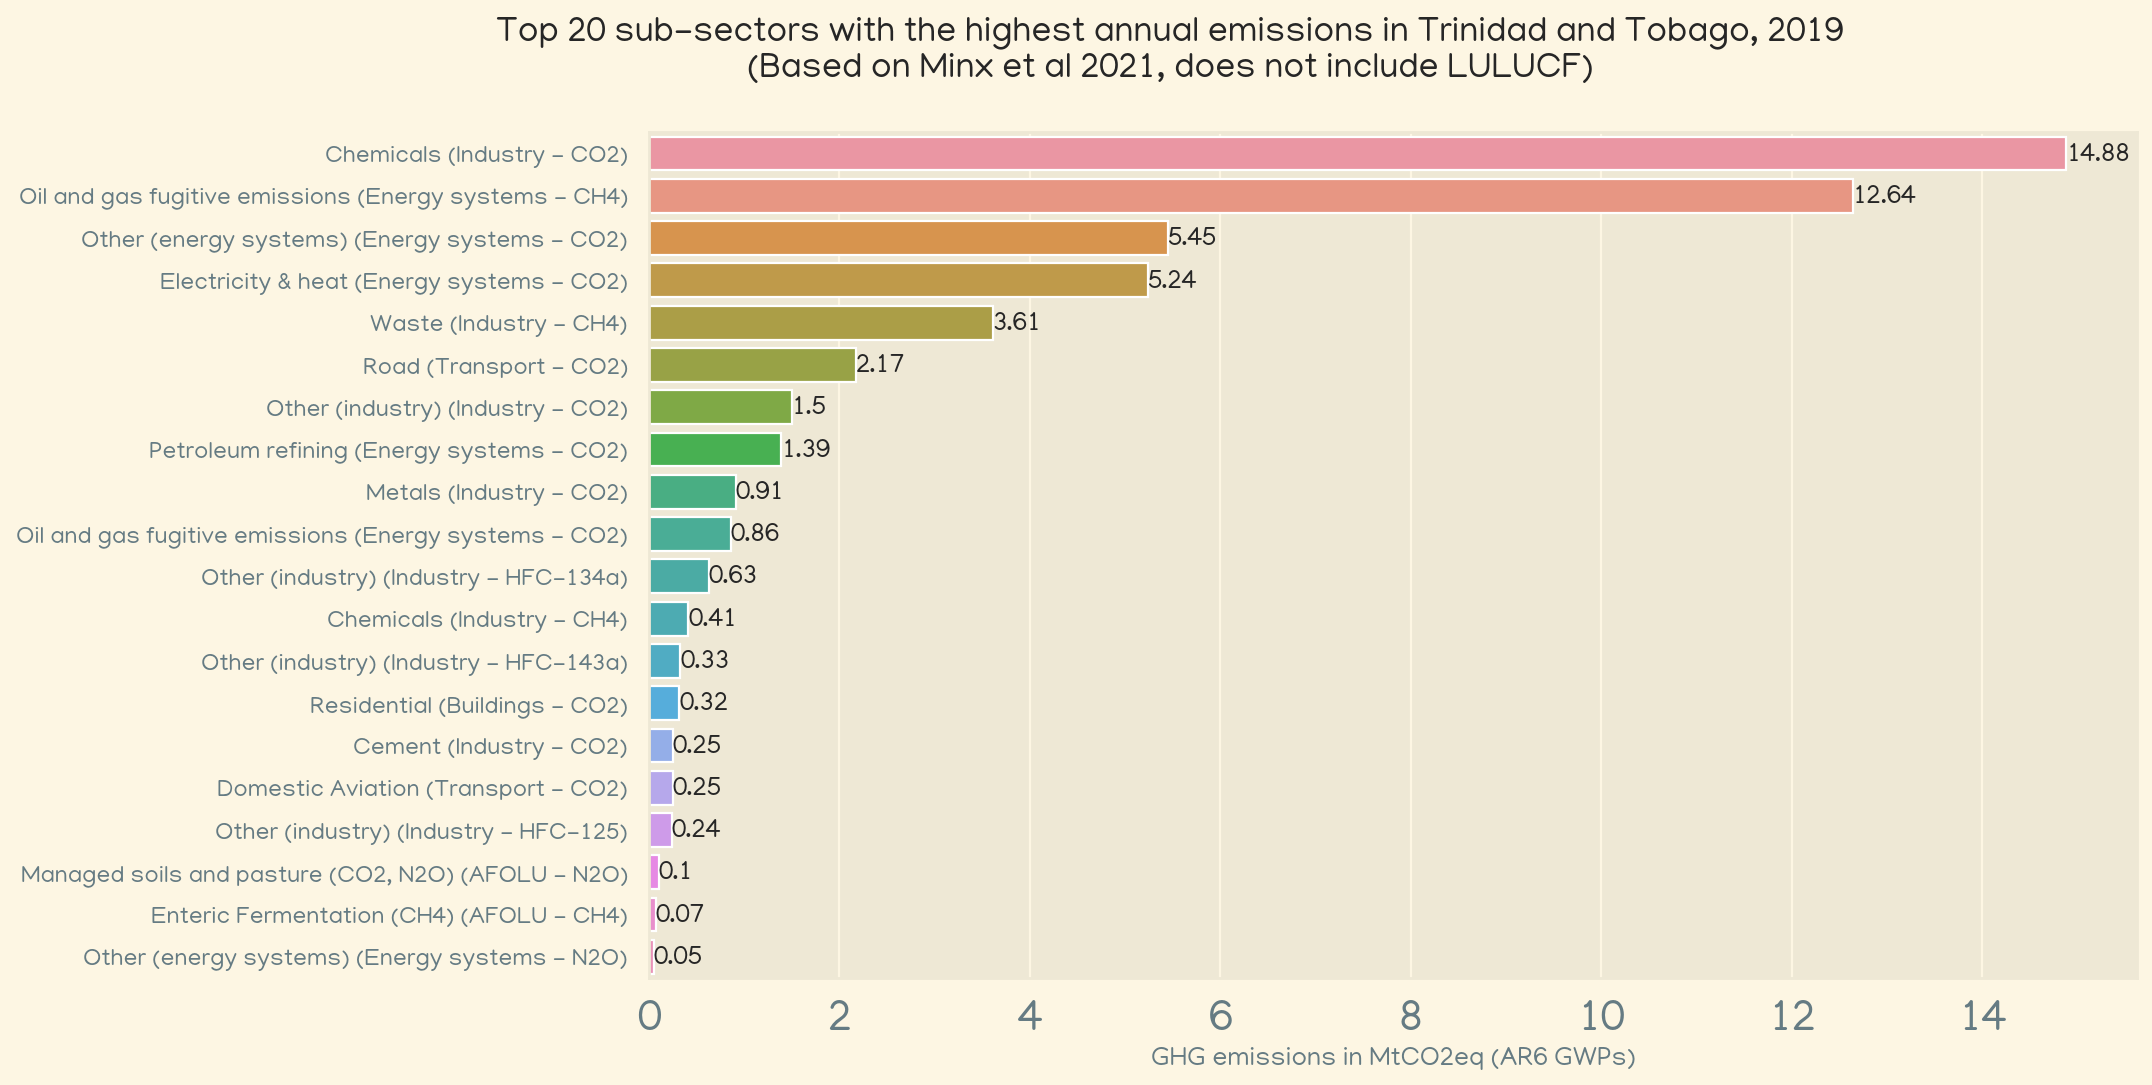 Top 20 sub-sectors with the highest annual emissions in Trinidad and Tobago, 2019
(Based on Minx et al 2021, does not include LULUCF)
Chemicals (Industry - CO2) 14.88
Oil and gas fugitive emissions (Energy systems - CH4) 12.64
Other (energy systems) (Energy systems - CO2) 5.45
Electricity & heat (Energy systems - CO2) 5.24
Waste (Industry - CH4) 3.61
Road (Transport - CO2) 2.17
Other (industry) (Industry - CO2) 1.5
Petroleum refining (Energy systems - CO2) 1.39
Metals (Industry - CO2) 0.91
Oil and gas fugitive emissions (Energy systems - CO2) 0.86
Other (industry) (Industry - HFC-134a) 0.63
Chemicals (Industry - CH4) 0.41
Other (industry) (Industry - HFC-143a) 0.33
Residential (Buildings - CO2) 0.32
Cement (Industry - CO2) 0.25
Domestic Aviation (Transport - CO2) 0.25
Other (industry) (Industry - HFC-125) 0.24
Managed soils and pasture (CO2, N2O) (AFOLU - N2O) 0.1
Enteric Fermentation (CH4) (AFOLU - CH4) 0.07
Other (energy systems) (Energy systems - N2O) 0.05
0 2 4 6 8 10 12 14
GHG emissions in MtCO2eq (AR6 GWPs)